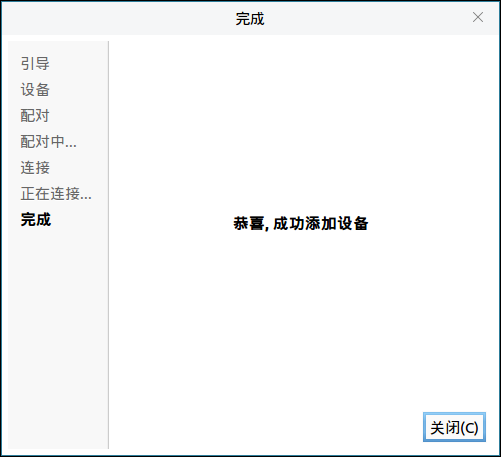 完成
引导
设备
配对
配对中...
连接
正在连接...
完成
恭喜, 成功添加设备
关闭(C)